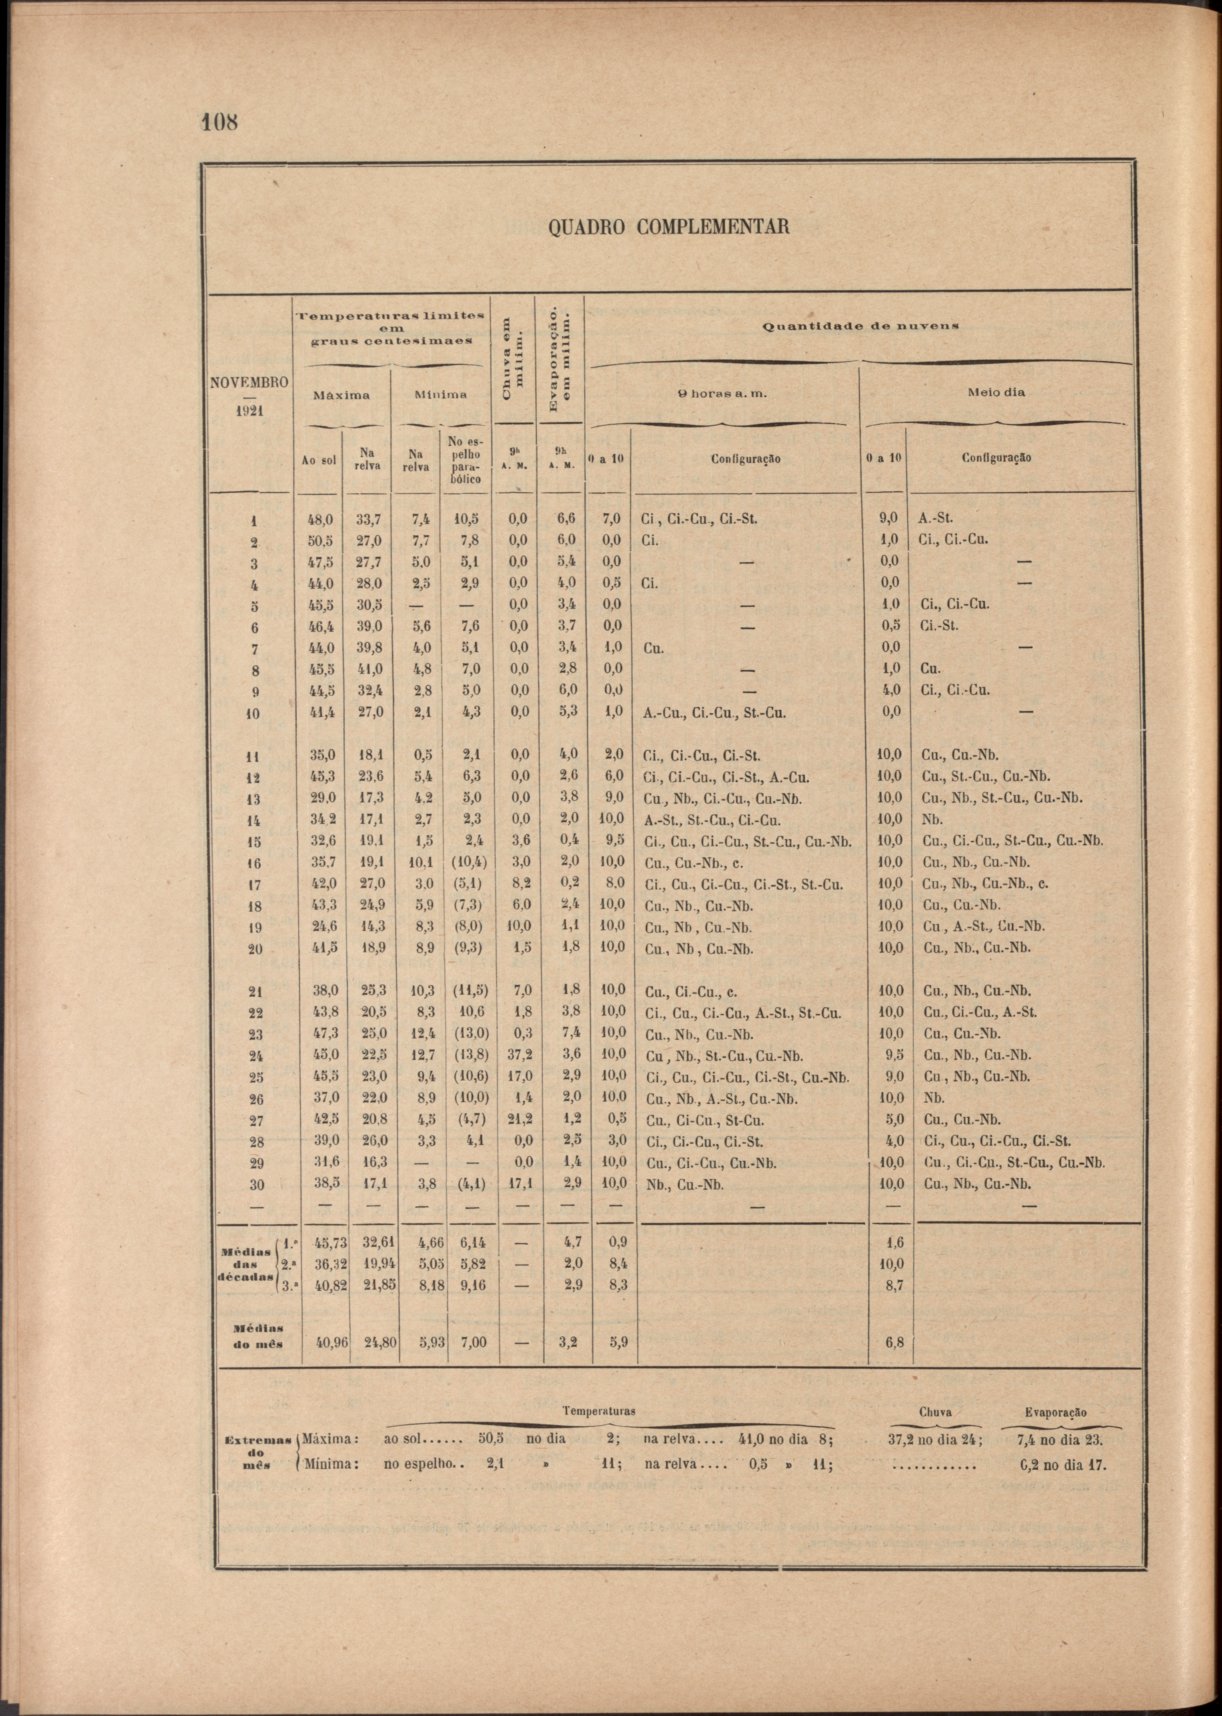 108
QUADRO COMPLEMENTAR
NOVEMBRO
—
1921
Temperaturas limites
em
graus centesimaes
Chuva em
milim.
Evaporação.
em milim.
Quantidade de nuvens
Máxima
Mínima
9 horas a. m.
Meio dia
Ao sol
Na
relva
Na
relva
No es-
pelho
para-
bólico
9h
A. M.
9h
A. M.
0 a 10
Configuração
0 a 10
Configuração
1 48,0 33,7 7,4 10,5 0,0 6,6 7,0 Ci , Ci.-Cu., Ci.-St. 9,0 A.-St.
2 50,5 27,0 7,7 7,8 0,0 6,0 0,0 Ci. 1,0 Ci., Ci.-Cu.
3 47,5 27,7 5,0 5,1 0,0 5,4 0,0 — 0,0 —
4 44,0 28,0 2,5 2,9 0,0 4,0 0,5 Ci. 0,0 —
5 45,5 30,5 — — 0,0 3,4 0,0 — 1,0 Ci., Ci.-Cu.
6 46,4 39,0 5,6 7,6 0,0 3,7 0,0 — 0,5 Ci.-St.
7 44,0 39,8 4,0 5,1 0,0 3,4 1,0 Cu. 0,0 —
8 45,5 41,0 4,8 7,0 0,0 2,8 0,0 — 1,0 Cu.
9 44,5 32,4 2,8 5,0 0,0 6,0 0,0 — 4,0 Ci., Ci.-Cu.
10 41,4 27,0 2,1 4,3 0,0 5,3 1,0 A.-Cu., Ci.-Cu., St.-Cu. 0,0 —
11 35,0 18,1 0,5 2,1 0,0 4,0 2,0 Ci., Ci.-Cu., Ci.-St. 10,0 Cu., Cu.-Nb.
12 45,3 23,6 5,4 6,3 0,0 2,6 6,0 Ci., Ci.-Cu., Ci.-St., A.-Cu. 10,0 Cu., St.-Cu., Cu.-Nb.
13 29,0 17,3 4,2 5,0 0,0 3,8 9,0 Cu , Nb., Ci.-Cu., Cu.-Nb. 10,0 Cu., Nb., St.-Cu., Cu.-Nb.
14 34 2 17,1 2,7 2,3 0,0 2,0 10,0 A.-St., St.-Cu., Ci.-Cu. 10,0 Nb.
15 32,6 19,1 1,5 2,4 3,6 0,4 9,5 Ci., Cu., Ci.-Cu., St.-Cu., Cu.-Nb. 10,0 Cu., Ci.-Cu., St.-Cu., Cu.-Nb.
16 35,7 19,1 10,1 (10,4) 3,0 2,0 10,0 Cu., Cu.-Nb., c. 10,0 Cu., Nb., Cu.-Nb.
17 42,0 27,0 3,0 (5,1) 8,2 0,2 8,0 Ci., Cu., Ci.-Cu., Ci.-St., St.-Cu. 10,0 Cu., Nb., Cu.-Nb., c.
18 43,3 24,9 5,9 (7,3) 6,0 2,4 10,0 Cu., Nb., Cu.-Nb. 10,0 Cu., Cu.-Nb.
19 24,6 14,3 8,3 (8,0) 10,0 1,1 10,0 Cu., Nb , Cu.-Nb. 10,0 Cu , A.-St., Cu.-Nb.
20 41,5 18,9 8,9 (9,3) 1,5 1,8 10,0 Cu., Nb , Cu.-Nb. 10,0 Cu., Nb., Cu.-Nb.
21 38,0 25,3 10,3 (11,5) 7,0 1,8 10,0 Cu., Ci.-Cu., c. 10,0 Cu., Nb., Cu.-Nb.
22 43,8 20,5 8,3 10,6 1,8 3,8 10,0 Ci., Cu., Ci.-Cu., A.-St., St.-Cu. 10,0 Cu., Ci.-Cu., A.-St.
23 47,3 25,0 12,4 (13,0) 0,3 7,4 10,0 Cu., Nb., Cu.-Nb. 10,0 Cu., Cu.-Nb.
24 45,0 22,5 12,7 (13,8) 37,2 3,6 10,0 Cu , Nb., St.-Cu., Cu.-Nb. 9,5 Cu., Nb., Cu.-Nb.
25 45,5 23,0 9,4 (10,6) 17,0 2,9 10,0 Ci., Cu., Ci.-Cu., Ci.-St., Cu.-Nb. 9,0 Cu , Nb., Cu.-Nb.
26 37,0 22,0 8,9 (10,0) 1,4 2,0 10,0 Cu., Nb., A.-St., Cu.-Nb. 10,0 Nb.
27 42,5 20,8 4,5 (4,7) 21,2 1,2 0,5 Cu., Ci-Cu., St-Cu. 5,0 Cu., Cu.-Nb.
28 39,0 26,0 3,3 4,1 0,0 2,5 3,0 Ci., Ci.-Cu., Ci.-St. 4,0 Ci., Cu., Ci.-Cu., Ci.-St.
29 31,6 16,3 — — 0,0 1,4 10,0 Cu., Ci.-Cu., Cu.-Nb. 10,0 Cu., Ci.-Cu., St.-Cu., Cu.-Nb.
30 38,5 17,1 3,8 (4,1) 17,1 2,9 10,0 Nb., Cu.-Nb. 10,0 Cu., Nb., Cu.-Nb.
— — — — — — — — — — —
Médias
das
décadas
1.ª 45,73 32,61 4,66 6,14 — 4,7 0,9 1,6
2.ª 36,32 19,94 5,05 5,82 — 2,0 8,4 10,0
3.ª 40,82 21,85 8,18 9,16 — 2,9 8,3 8,7
Médias
do mês 40,96 24,80 5,93 7,00 — 3,2 5,9 6,8
Temperaturas Chuva Evaporação
Extremas
do
mês
Máxima: ao sol...... 50,5 no dia 2; na relva.... 41,0 no dia 8; 37,2 no dia 24; 7,4 no dia 23.
Mínima: no espelho.. 2,1 » 11; na relva.... 0,5 » 11; ............ 0,2 no dia 17.